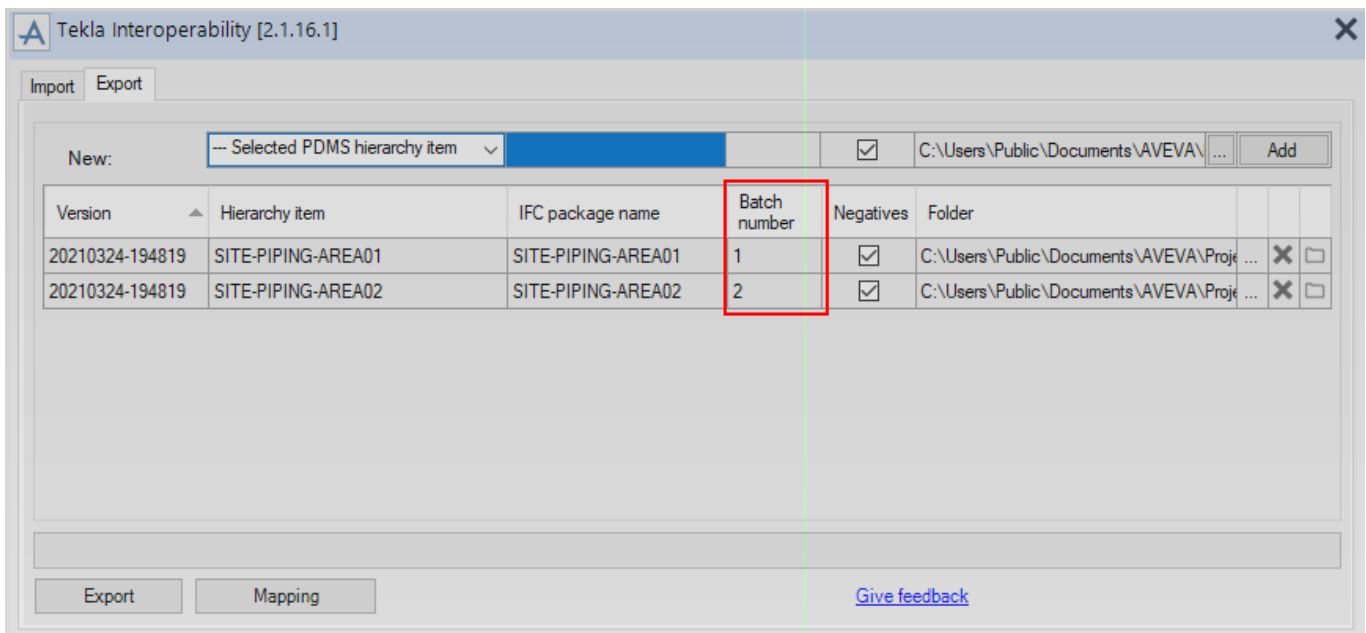 Tekla Interoperability [2.1.16.1]
Import Export
New: --- Selected PDMS hierarchy item C:\Users\Public\Documents\AVEVA\ ... Add
Version Hierarchy item IFC package name Batch number Negatives Folder
20210324-194819 SITE-PIPING-AREA01 SITE-PIPING-AREA01 1 C:\Users\Public\Documents\AVEVA\Proje ...
20210324-194819 SITE-PIPING-AREA02 SITE-PIPING-AREA02 2 C:\Users\Public\Documents\AVEVA\Proje ...
Export Mapping Give feedback